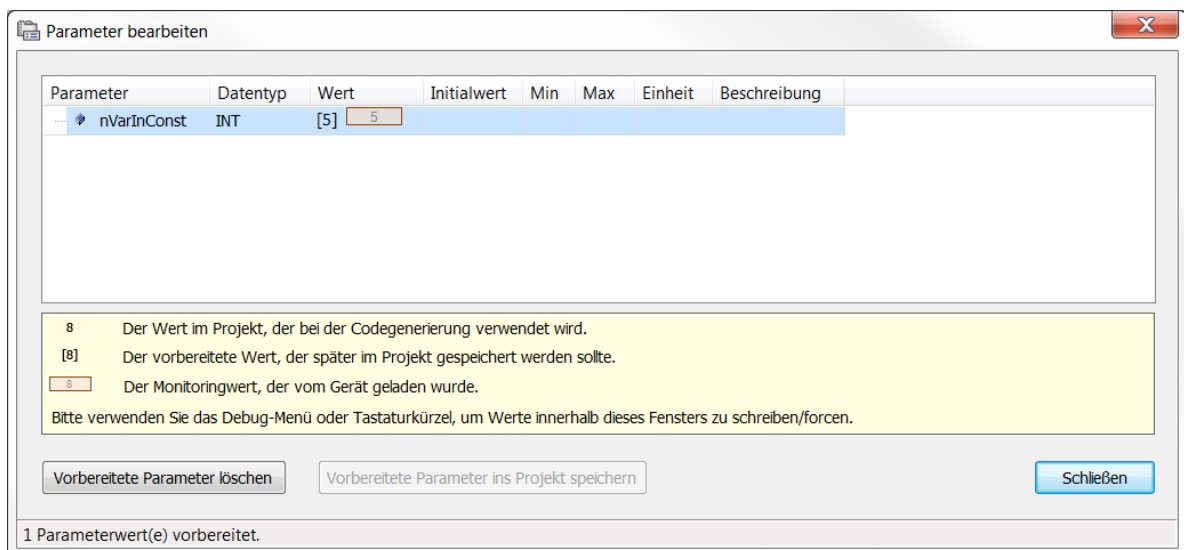 Parameter bearbeiten
Parameter Datentyp Wert Initialwert Min Max Einheit Beschreibung
nVarInConst INT [5] 5
8 Der Wert im Projekt, der bei der Codegenerierung verwendet wird.
[8] Der vorbereitete Wert, der später im Projekt gespeichert werden sollte.
8 Der Monitoringwert, der vom Gerät geladen wurde.
Bitte verwenden Sie das Debug-Menü oder Tastaturkürzel, um Werte innerhalb dieses Fensters zu schreiben/forcen.
Vorbereitete Parameter löschen Vorbereitete Parameter ins Projekt speichern Schließen
1 Parameterwert(e) vorbereitet.